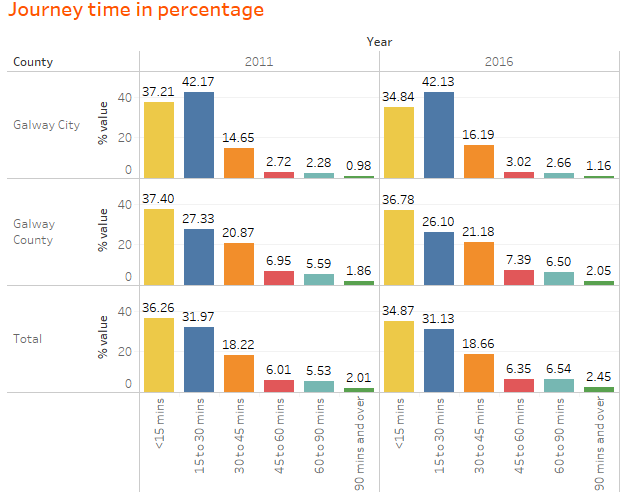 Journey time in percentage
Year
County 2011 2016
Galway City
% value
40
20
0
37.21 42.17 14.65 2.72 2.28 0.98
34.84 42.13 16.19 3.02 2.66 1.16
Galway
County
% value
40
20
0
37.40 27.33 20.87 6.95 5.59 1.86
36.78 26.10 21.18 7.39 6.50 2.05
Total
% value
40
20
0
36.26 31.97 18.22 6.01 5.53 2.01
34.87 31.13 18.66 6.35 6.54 2.45
<15 mins
15 to 30 mins
30 to 45 mins
45 to 60 mins
60 to 90 mins
90 mins and over
<15 mins
15 to 30 mins
30 to 45 mins
45 to 60 mins
60 to 90 mins
90 mins and over